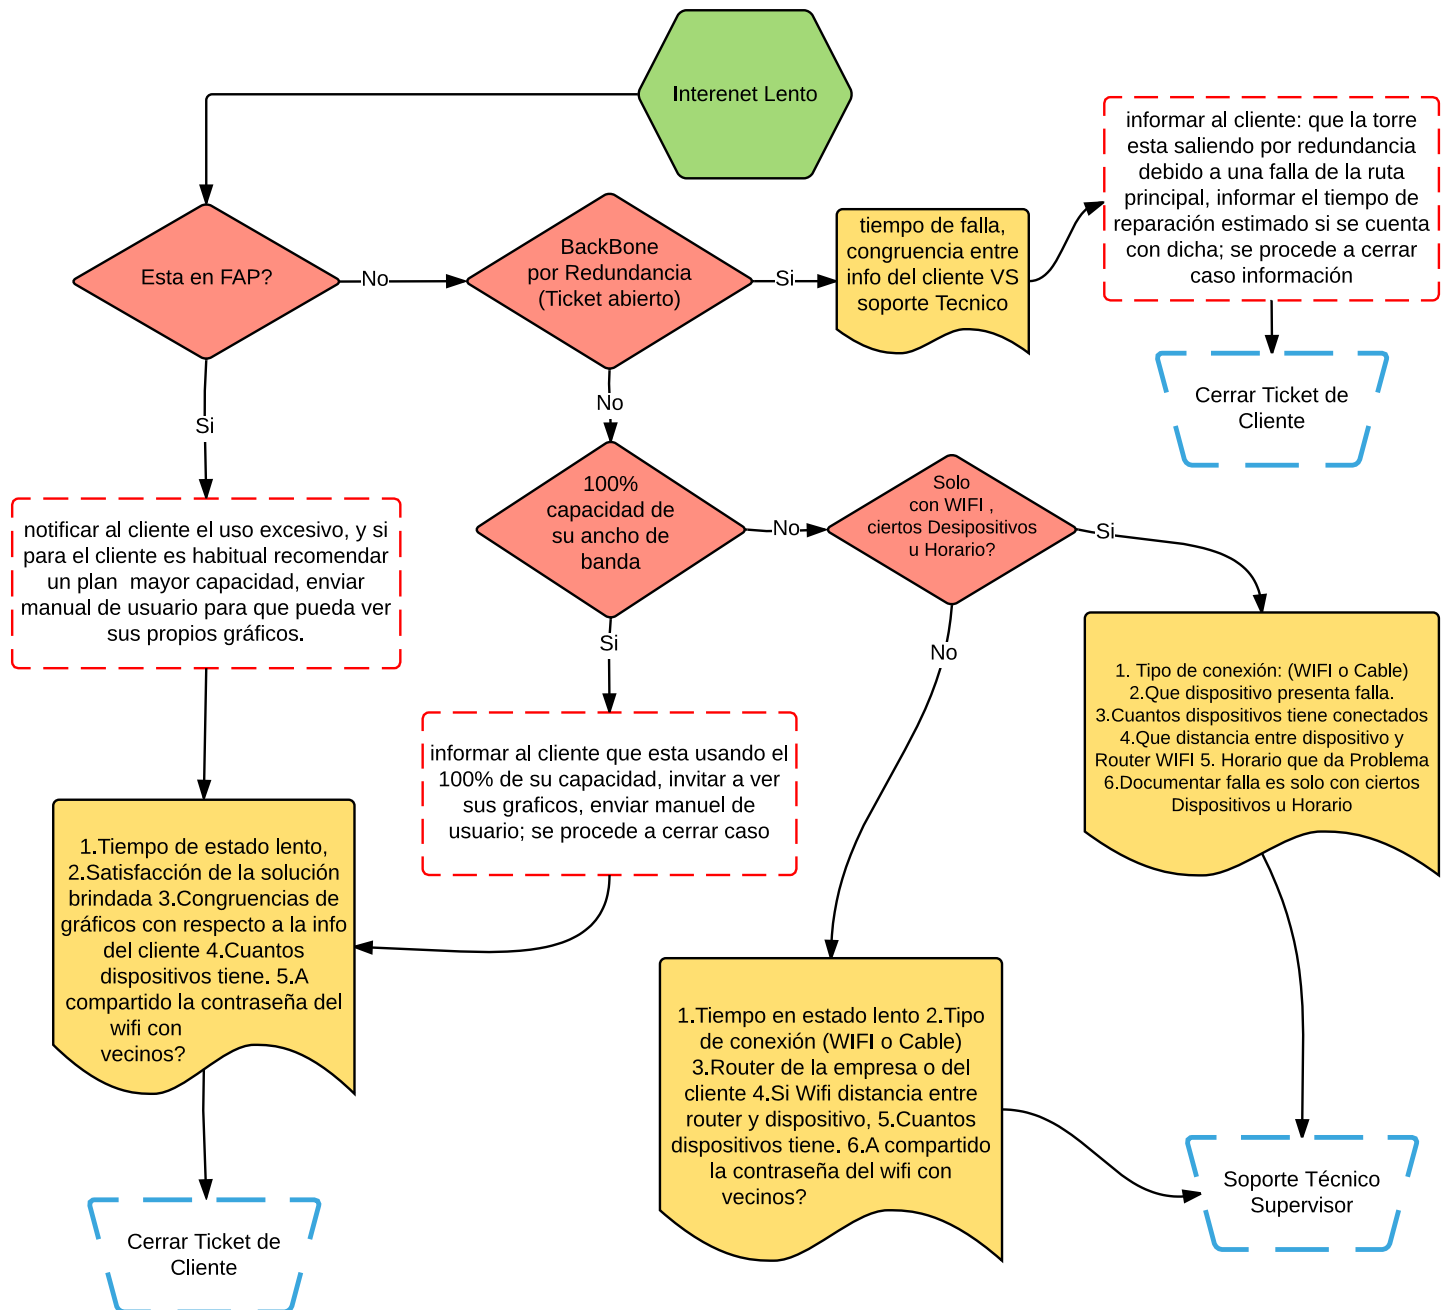 Interenet Lento
informar al cliente: que la torre
esta saliendo por redundancia
debido a una falla de la ruta
principal, informar el tiempo de
reparación estimado si se cuenta
con dicha; se procede a cerrar
caso información
Esta en FAP?
No
BackBone
por Redundancia
(Ticket abierto)
Si
tiempo de falla,
congruencia entre
info del cliente VS
soporte Tecnico
Cerrar Ticket de
Cliente
Si
No
100%
capacidad de
su ancho de
banda
No
Solo
con WIFI ,
ciertos Desipositivos
u Horario?
Si
notificar al cliente el uso excesivo, y si
para el cliente es habitual recomendar
un plan  mayor capacidad, enviar
manual de usuario para que pueda ver
sus propios gráficos.
Si
No
1. Tipo de conexión: (WIFI o Cable)
2.Que dispositivo presenta falla.
3.Cuantos dispositivos tiene conectados
4.Que distancia entre dispositivo y
Router WIFI 5. Horario que da Problema
6.Documentar falla es solo con ciertos
Dispositivos u Horario
informar al cliente que esta usando el
100% de su capacidad, invitar a ver
sus graficos, enviar manuel de
usuario; se procede a cerrar caso
1.Tiempo de estado lento,
2.Satisfacción de la solución
brindada 3.Congruencias de
gráficos con respecto a la info
del cliente 4.Cuantos
dispositivos tiene. 5.A
compartido la contraseña del
wifi con
vecinos?
1.Tiempo en estado lento 2.Tipo
de conexión (WIFI o Cable)
3.Router de la empresa o del
cliente 4.Si Wifi distancia entre
router y dispositivo, 5.Cuantos
dispositivos tiene. 6.A compartido
la contraseña del wifi con
vecinos?
Soporte Técnico
Supervisor
Cerrar Ticket de
Cliente